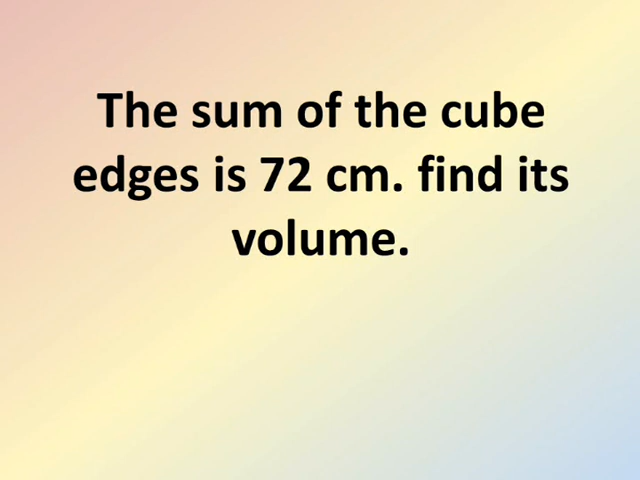 The sum of the cube
edges is 72 cm. find its
volume.